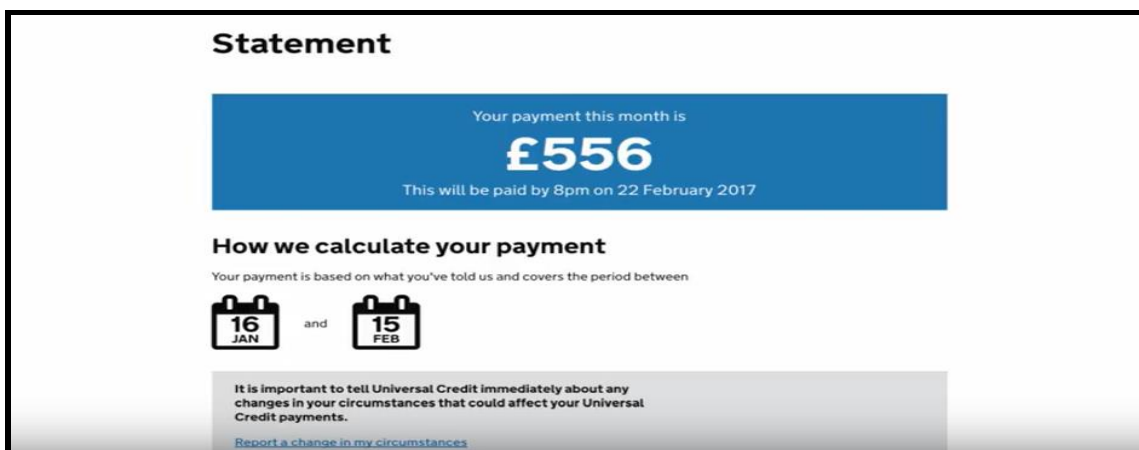 Statement
Your payment this month is
£556
This will be paid by 8pm on 22 February 2017
How we calculate your payment
Your payment is based on what you've told us and covers the period between
16 JAN and 15 FEB
It is important to tell Universal Credit immediately about any
changes in your circumstances that could affect your Universal
Credit payments.
Report a change in my circumstances